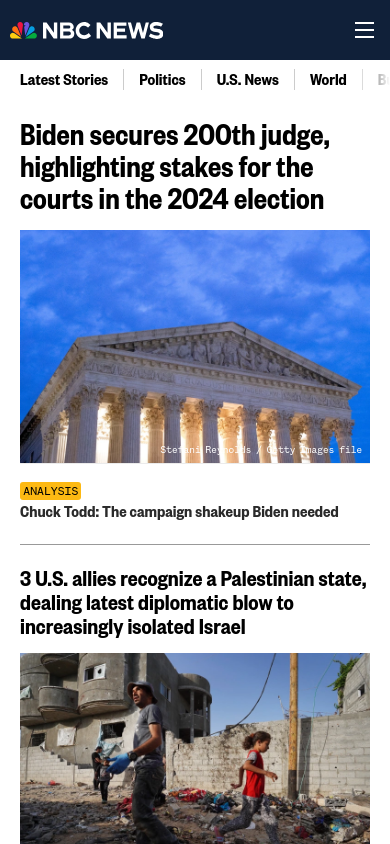 NBC NEWS
Latest Stories
Politics
U.S. News
World
Biden secures 200th judge,
highlighting stakes for the
courts in the 2024 election
Stefani Reynolds / Getty Images file
ANALYSIS
Chuck Todd: The campaign shakeup Biden needed
3 U.S. allies recognize a Palestinian state,
dealing latest diplomatic blow to
increasingly isolated Israel